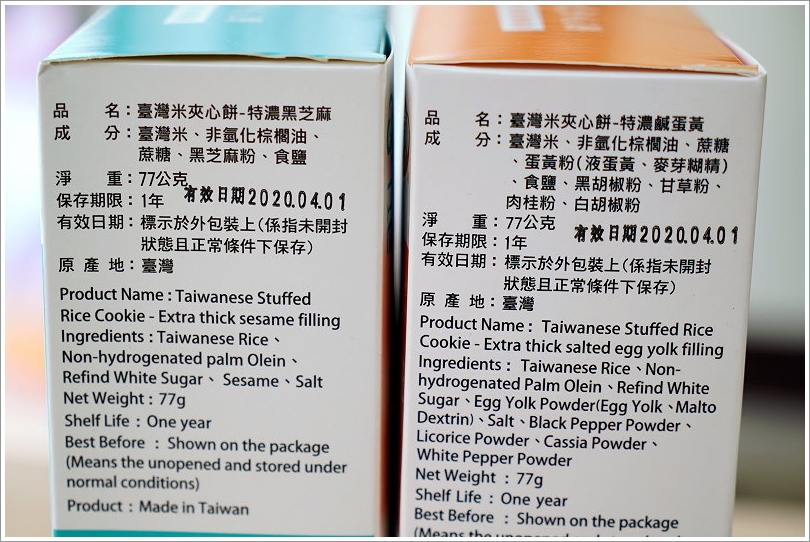 品　　名：臺灣米夾心餅-特濃黑芝麻
成　　分：臺灣米、非氫化棕櫚油、
蔗糖、黑芝麻粉、食鹽
淨　　重：77公克
有效日期2020.04.01
保存期限：1年
有效日期：標示於外包裝上(係指未開封
狀態且正常條件下保存)
原 產 地：臺灣
Product Name : Taiwanese Stuffed
Rice Cookie - Extra thick sesame filling
Ingredients : Taiwanese Rice、
Non-hydrogenated palm Olein、
Refind White Sugar、Sesame、Salt
Net Weight : 77g
Shelf Life : One year
Best Before : Shown on the package
(Means the unopened and stored under
normal conditions)
Product : Made in Taiwan
品　　名：臺灣米夾心餅-特濃鹹蛋黃
成　　分：臺灣米、非氫化棕櫚油、蔗糖
、蛋黃粉(液蛋黃、麥芽糊精)
、食鹽、黑胡椒粉、甘草粉、
肉桂粉、白胡椒粉
淨　　重：77公克
有效日期2020.04.01
保存期限：1年
有效日期：標示於外包裝上(係指未開封
狀態且正常條件下保存)
原 產 地：臺灣
Product Name : Taiwanese Stuffed Rice
Cookie - Extra thick salted egg yolk filling
Ingredients : Taiwanese Rice、Non-
hydrogenated Palm Olein、Refind White
Sugar、Egg Yolk Powder(Egg Yolk、Malto
Dextrin)、Salt、Black Pepper Powder、
Licorice Powder、Cassia Powder、
White Pepper Powder
Net Weight : 77g
Shelf Life : One year
Best Before : Shown on the package
(Means the unopened and stored under